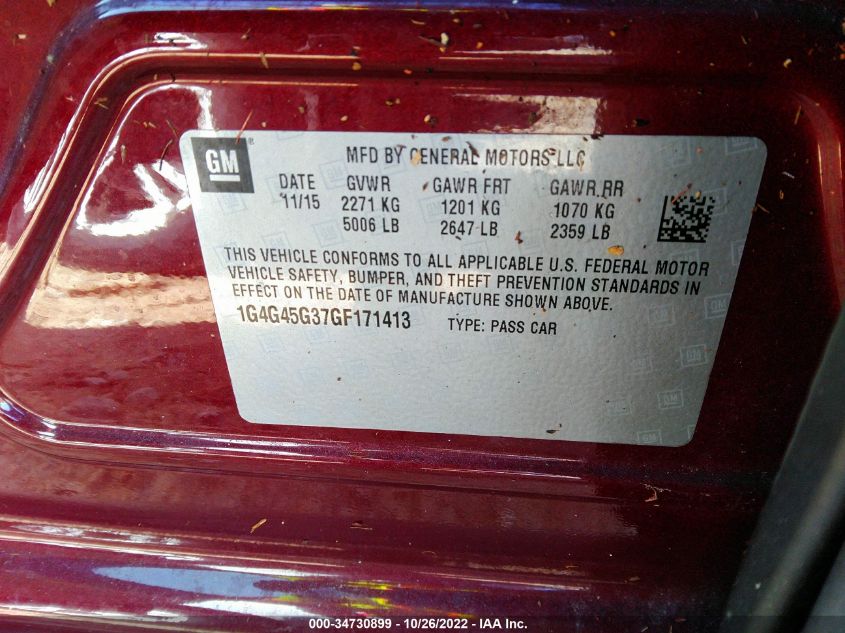 GM ®
MFD BY GENERAL MOTORS LLC
DATE GVWR GAWR FRT GAWR RR
11/15 2271 KG 1201 KG 1070 KG
5006 LB 2647 LB 2359 LB
THIS VEHICLE CONFORMS TO ALL APPLICABLE U.S. FEDERAL MOTOR
VEHICLE SAFETY, BUMPER, AND THEFT PREVENTION STANDARDS IN
EFFECT ON THE DATE OF MANUFACTURE SHOWN ABOVE.
1G4G45G37GF171413 TYPE: PASS CAR
000-34730899 - 10/26/2022 - IAA Inc.